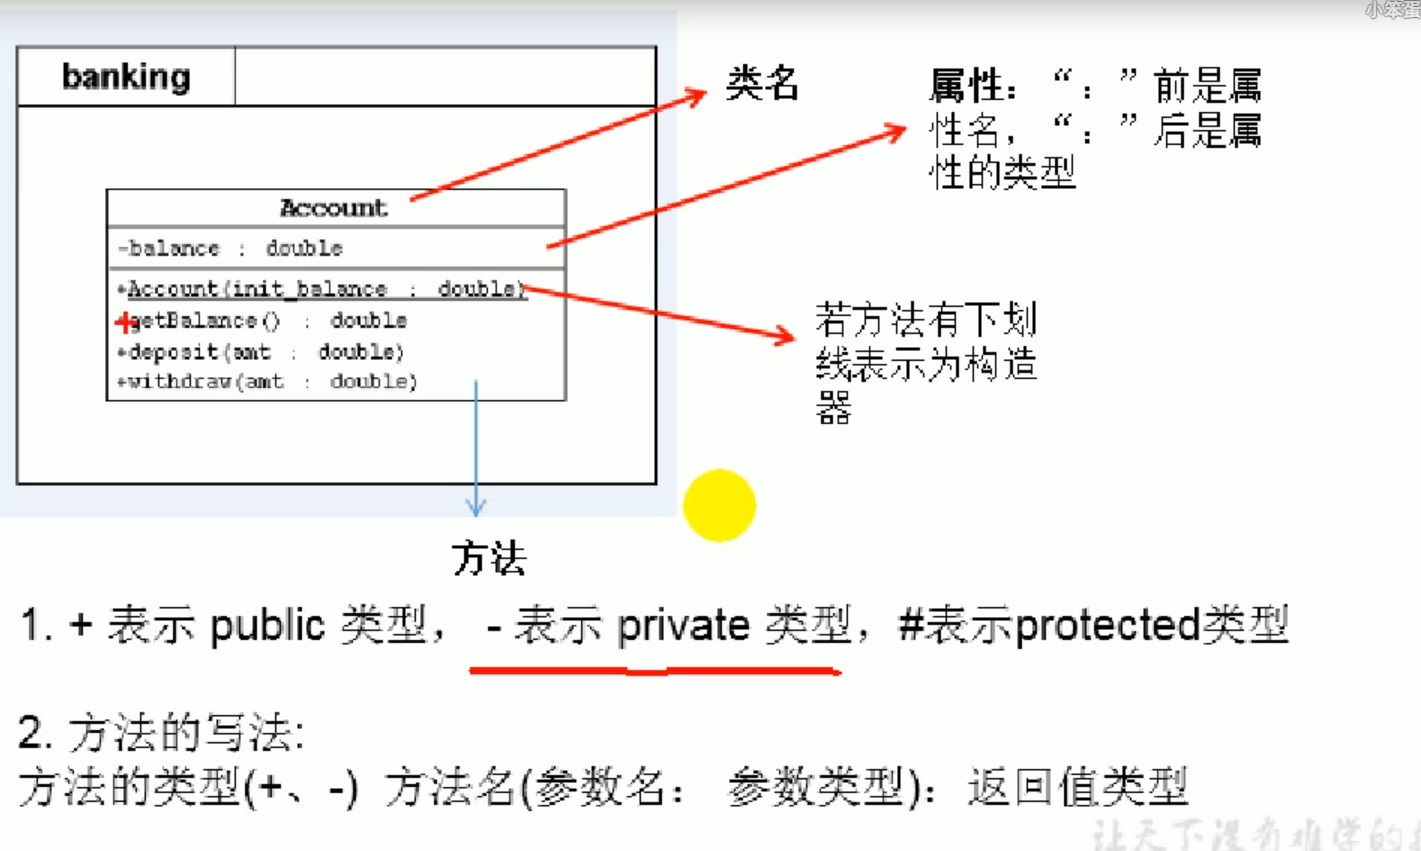 小笨蛋
banking
类名
属性：“：”前是属
性名，“：”后是属
性的类型
Account
-balance : double
+Account(init_balance : double)
+getBalance() : double
+deposit(amt : double)
+withdraw(amt : double)
若方法有下划
线表示为构造
器
方法
1. + 表示 public 类型， - 表示 private 类型，#表示protected类型
2. 方法的写法:
方法的类型(+、-) 方法名(参数名： 参数类型)：返回值类型
让天下没有难学的